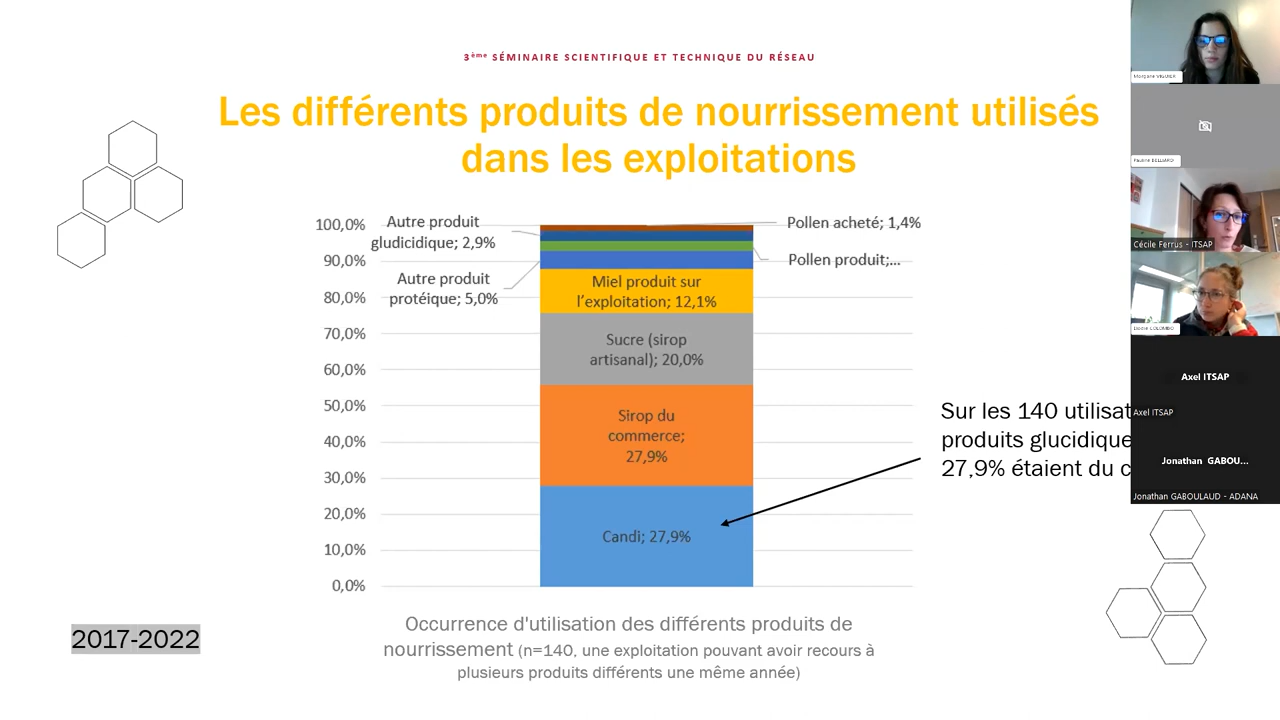 3ème SÉMINAIRE SCIENTIFIQUE ET TECHNIQUE DU RÉSEAU
Les différents produits de nourrissement utilisés
dans les exploitations
100,0%
90,0%
80,0%
70,0%
60,0%
50,0%
40,0%
30,0%
20,0%
10,0%
0,0%
Autre produit
gludicidique; 2,9%
Autre produit
protéique; 5,0%
Pollen acheté; 1,4%
Pollen produit;...
Miel produit sur
l'exploitation; 12,1%
Sucre (sirop
artisanal); 20,0%
Sirop du
commerce;
27,9%
Candi; 27,9%
Sur les 140 utilisat
produits glucidique
27,9% étaient du c
Occurrence d'utilisation des différents produits de
nourrissement (n=140, une exploitation pouvant avoir recours à
plusieurs produits différents une même année)
2017-2022
Cécile Ferrus - ITSAP
Axel ITSAP
Axel ITSAP
Jonathan GABOU...
Jonathan GABOULAUD - ADANA